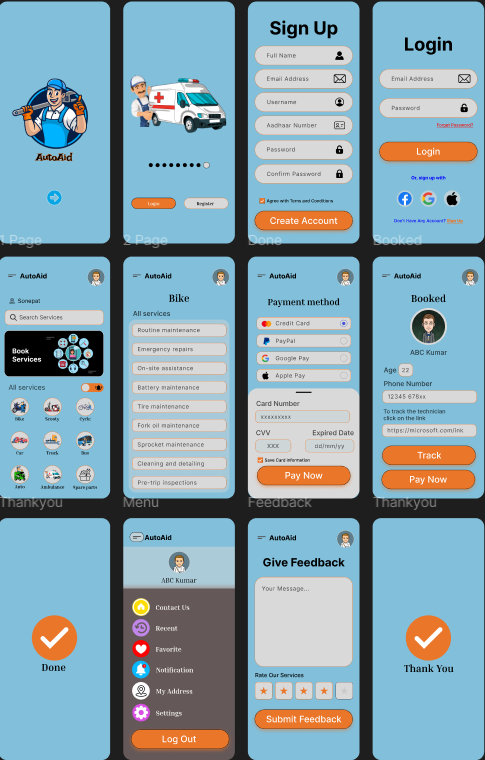 AutoAid
Login
Register
Sign Up
Full Name
Email Address
Username
Aadhaar Number
Password
Confirm Password
Agree with Terms and Conditions
Create Account
Login
Email Address
Password
Forgot Password?
Login
Or, sign up with
Don't Have Any Account? Sign Up
1 Page
2 Page
Done
Booked
AutoAid
Sonepat
Search Services
Book
Services
All services
Bike
Scooty
Cycle
Car
Truck
Bus
Auto
Ambulance
Spare parts
AutoAid
Bike
All services
Routine maintenance
Emergency repairs
On-site assistance
Battery maintenance
Tire maintenance
Fork oil maintenance
Sprocket maintenance
Cleaning and detailing
Pre-trip inspections
AutoAid
Payment method
Credit Card
PayPal
Google Pay
Apple Pay
Card Number
xxxxxxxxx
CVV
Expired Date
XXX
dd/mm/yy
Save Card information
Pay Now
AutoAid
Booked
ABC Kumar
Age 22
Phone Number
12345 678xx
To track the technician
click on the link
https://microsoft.com/link
Track
Pay Now
Thankyou
Menu
Feedback
Thankyou
Done
AutoAid
ABC Kumar
Contact Us
Recent
Favorite
Notification
My Address
Settings
Log Out
AutoAid
Give Feedback
Your Message...
Rate Our Services
Submit Feedback
Thank You